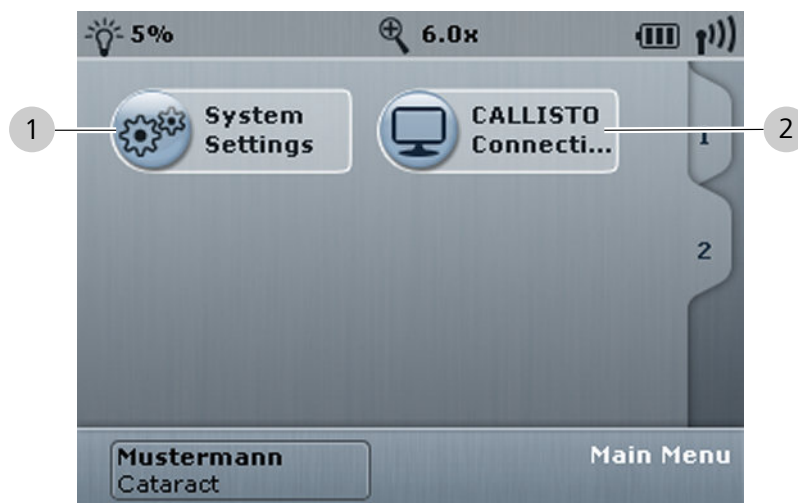 5%
6.0x
1
System
Settings
CALLISTO
Connecti...
2
1
2
Mustermann
Cataract
Main Menu